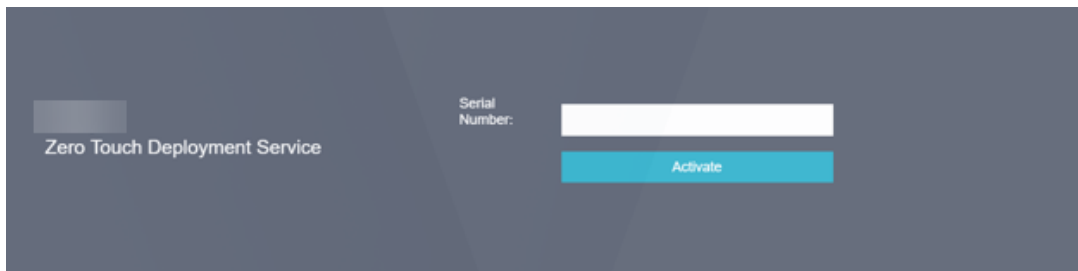 Zero Touch Deployment Service
Serial
Number:
Activate